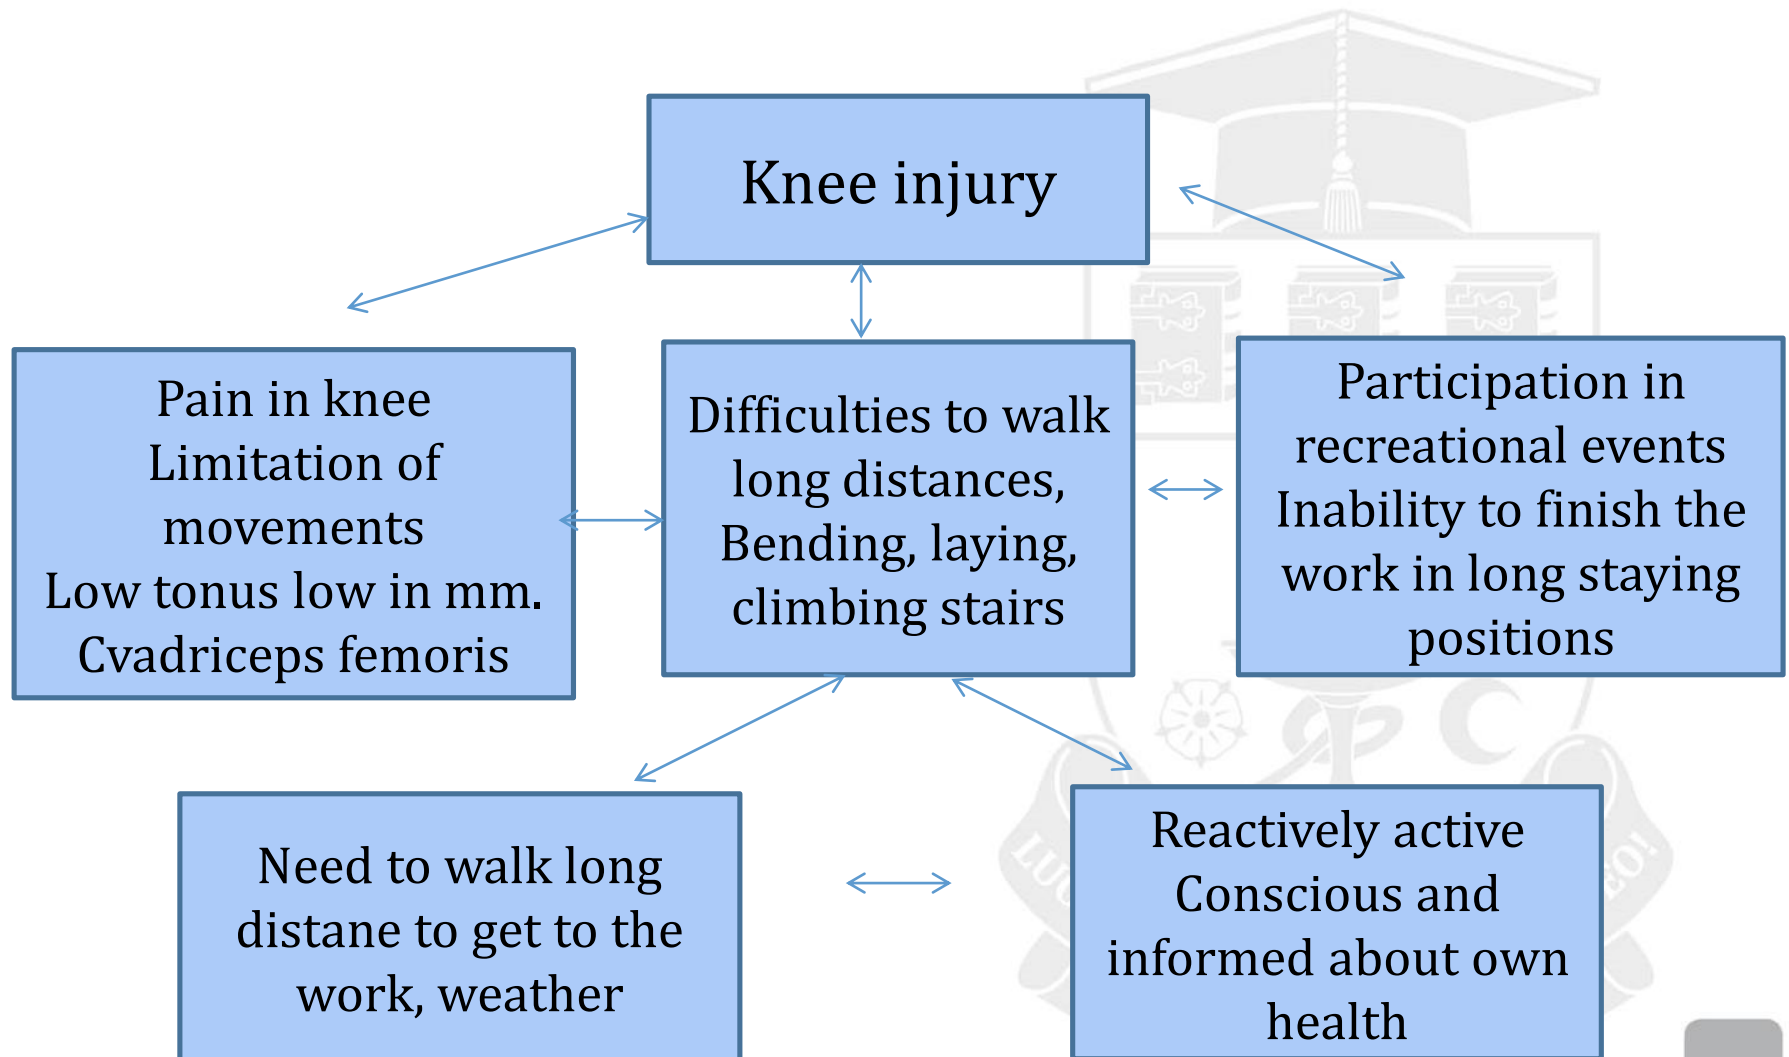 Knee injury
Pain in knee
Limitation of
movements
Low tonus low in mm.
Cvadriceps femoris
Difficulties to walk
long distances,
Bending, laying,
climbing stairs
Participation in
recreational events
Inability to finish the
work in long staying
positions
Need to walk long
distane to get to the
work, weather
Reactively active
Conscious and
informed about own
health